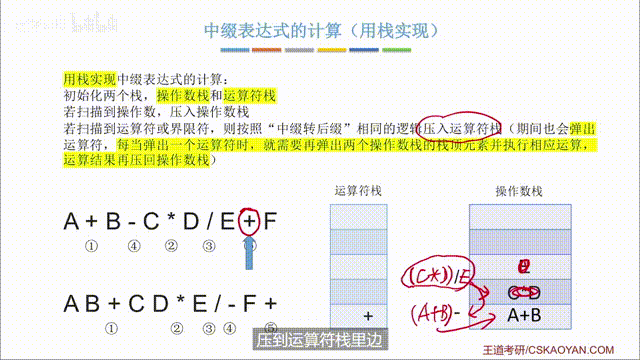 中缀表达式的计算（用栈实现）
用栈实现中缀表达式的计算：
初始化两个栈，操作数栈和运算符栈
若扫描到操作数，压入操作数栈
若扫描到运算符或界限符，则按照“中缀转后缀”相同的逻辑压入运算符栈（期间也会弹出
运算符，每当弹出一个运算符时，就需要再弹出两个操作数栈的栈顶元素并执行相应运算，
运算结果再压回操作数栈）
运算符栈 操作数栈
A + B - C * D / E + F
① ④ ② ③
((C*))/E
(A+B)-
+ A+B
A B + C D * E / - F +
① ② ③ ④ ⑤
压到运算符栈里边
王道考研/CSKAOYAN.COM